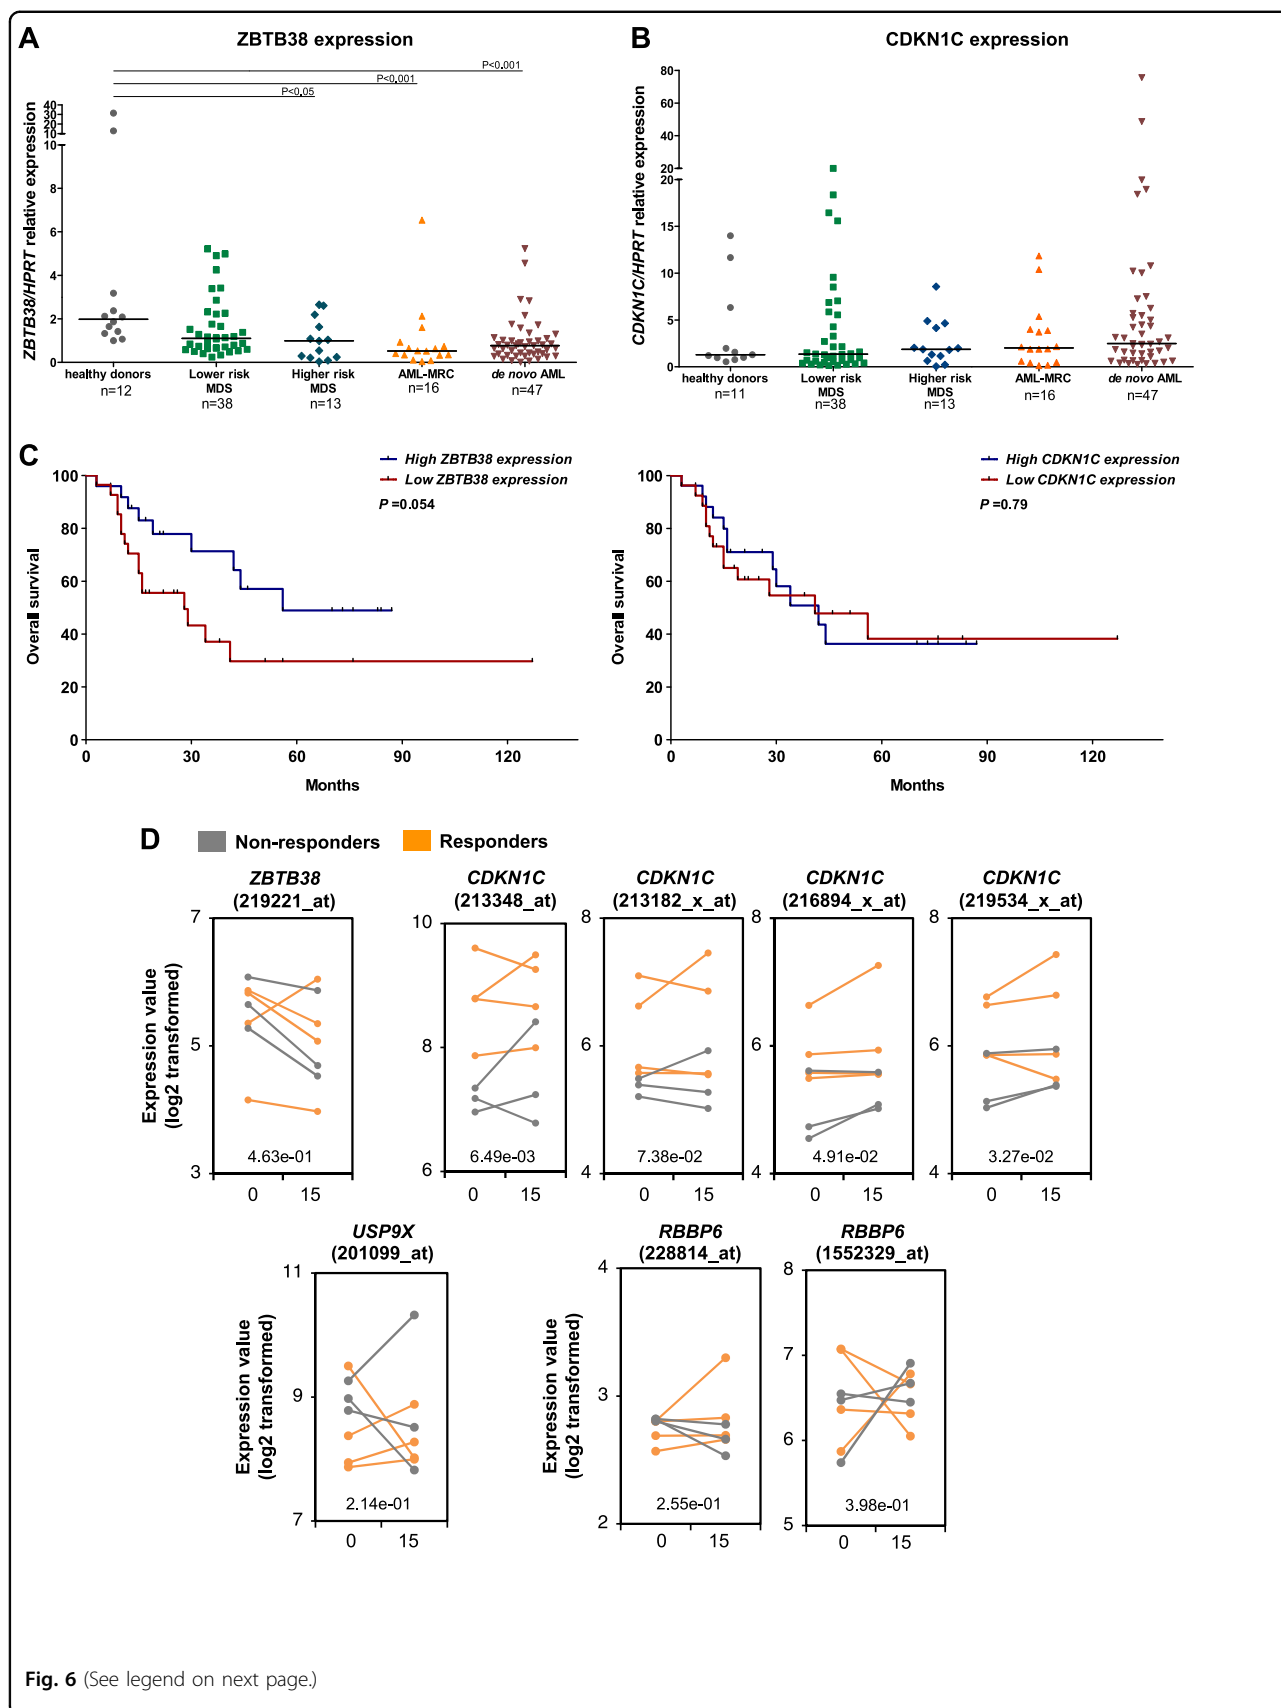 A
ZBTB38 expression
P<0.001
P<0.001
P<0.05
ZBTB38/HPRT relative expression
40
30
20
10
10
8
6
4
2
0
healthy donors
n=12
Lower risk
MDS
n=38
Higher risk
MDS
n=13
AML-MRC
n=16
de novo AML
n=47
B
CDKN1C expression
CDKN1C/HPRT relative expression
80
60
40
20
20
15
10
5
0
healthy donors
n=11
Lower risk
MDS
n=38
Higher risk
MDS
n=13
AML-MRC
n=16
de novo AML
n=47
C
High ZBTB38 expression
Low ZBTB38 expression
P =0.054
Overall survival
100
80
60
40
20
0
0 30 60 90 120
Months
High CDKN1C expression
Low CDKN1C expression
P =0.79
Overall survival
100
80
60
40
20
0
0 30 60 90 120
Months
D
Non-responders
Responders
Expression value
(log2 transformed)
ZBTB38
(219221_at)
7
5
3
4.63e-01
0 15
CDKN1C
(213348_at)
10
8
6
6.49e-03
0 15
CDKN1C
(213182_x_at)
8
6
4
7.38e-02
0 15
CDKN1C
(216894_x_at)
8
6
4
4.91e-02
0 15
CDKN1C
(219534_x_at)
8
6
4
3.27e-02
0 15
Expression value
(log2 transformed)
USP9X
(201099_at)
11
9
7
2.14e-01
0 15
Expression value
(log2 transformed)
RBBP6
(228814_at)
4
3
2
2.55e-01
0 15
RBBP6
(1552329_at)
8
7
6
5
3.98e-01
0 15
Fig. 6 (See legend on next page.)